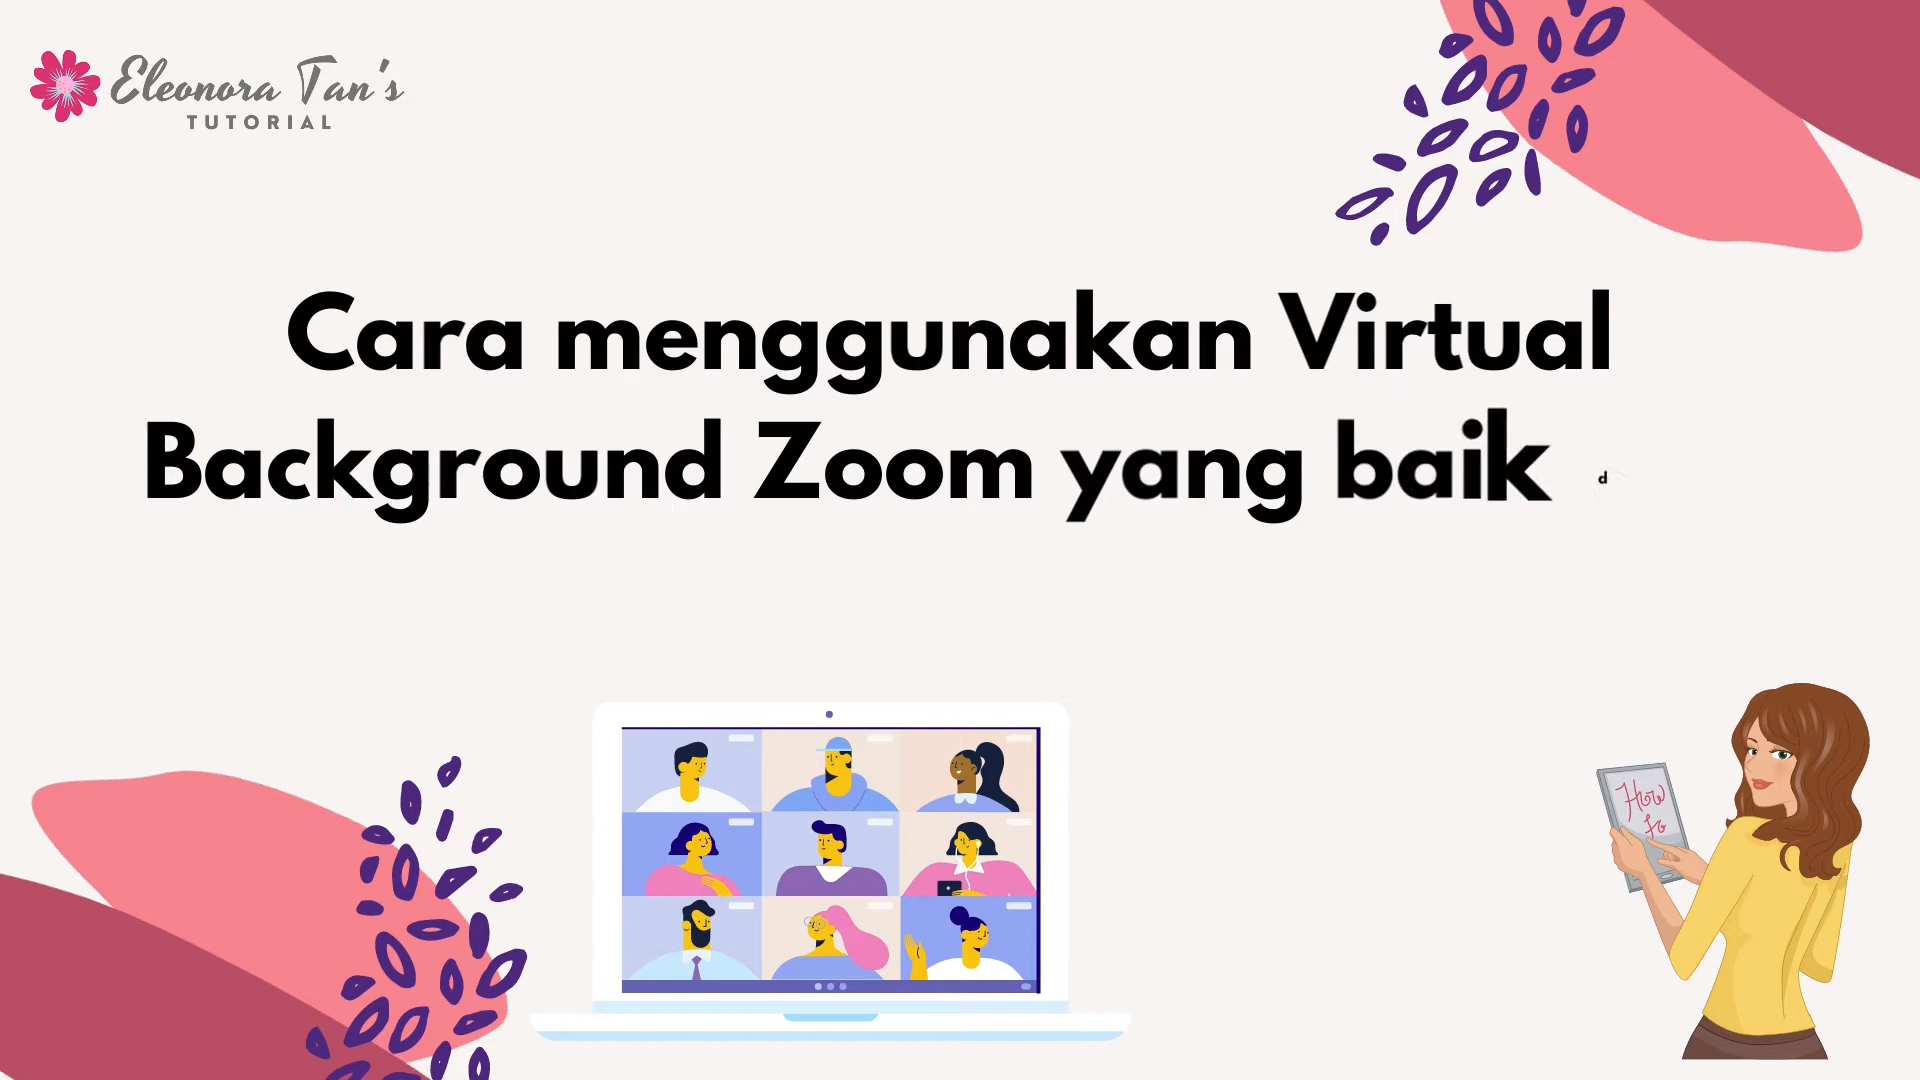 Eleonora Tan's
TUTORIAL
Cara menggunakan Virtual
Background Zoom yang baik d
How
to